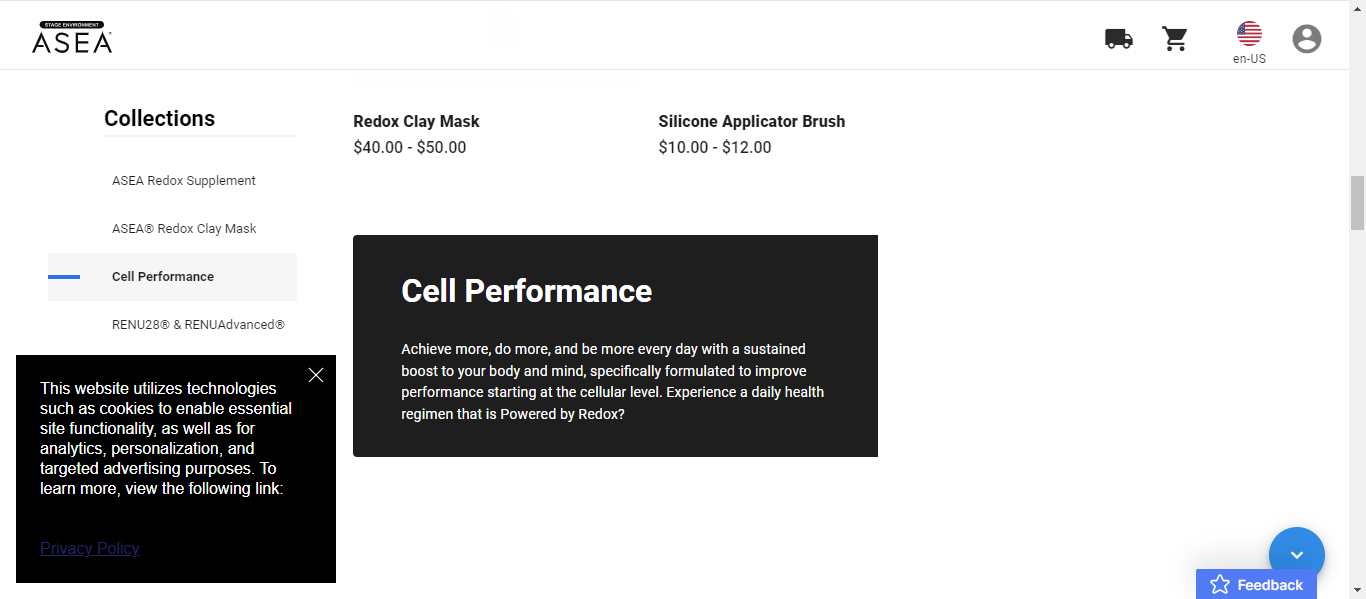 STAGE ENVIRONMENT
ASEA
en-US
Collections
ASEA Redox Supplement
ASEA® Redox Clay Mask
Cell Performance
RENU28® & RENUAdvanced®
Redox Clay Mask
$40.00 - $50.00
Silicone Applicator Brush
$10.00 - $12.00
Cell Performance
Achieve more, do more, and be more every day with a sustained
boost to your body and mind, specifically formulated to improve
performance starting at the cellular level. Experience a daily health
regimen that is Powered by Redox?
This website utilizes technologies
such as cookies to enable essential
site functionality, as well as for
analytics, personalization, and
targeted advertising purposes. To
learn more, view the following link:
Privacy Policy
Feedback